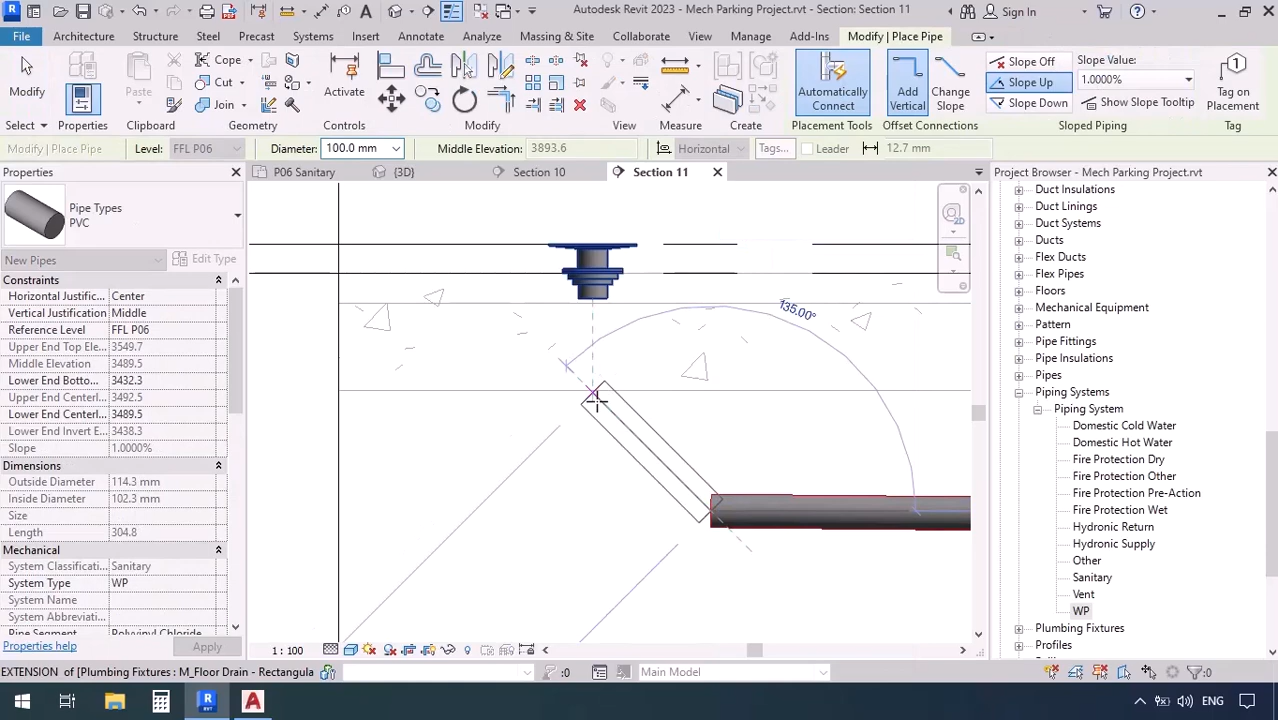 Autodesk Revit 2023 - Mech Parking Project.rvt - Section: Section 11
Sign In
File
Architecture
Structure
Steel
Precast
Systems
Insert
Annotate
Analyze
Massing & Site
Collaborate
View
Manage
Add-Ins
Modify | Place Pipe
Modify
Select
Properties
Paste
Clipboard
Cope
Cut
Join
Geometry
Activate
Controls
Modify
View
Measure
Create
Automatically
Connect
Placement Tools
Add
Vertical
Change
Slope
Offset Connections
Slope Off
Slope Up
Slope Down
Slope Value:
1.0000%
Show Slope Tooltip
Sloped Piping
Tag on
Placement
Tag
Modify | Place Pipe
Level: FFL P06
Diameter: 100.0 mm
Middle Elevation: 3893.6
Horizontal
Tags...
Leader
12.7 mm
Properties
Pipe Types
PVC
New Pipes
Edit Type
Constraints
Horizontal Justific... Center
Vertical Justificat... Middle
Reference Level FFL P06
Upper End Top Ele... 3549.7
Middle Elevation 3489.5
Lower End Botto... 3432.3
Upper End Centerl... 3492.5
Lower End Centerl... 3489.5
Lower End Invert E... 3438.3
Slope 1.0000%
Dimensions
Outside Diameter 114.3 mm
Inside Diameter 102.3 mm
Size
Length 304.8
Mechanical
System Classificati... Sanitary
System Type WP
System Name
System Abbreviati...
Pipe Segment Polyvinyl Chloride
Properties help
Apply
P06 Sanitary
{3D}
Section 10
Section 11
2D
135.00°
1 : 100
Project Browser - Mech Parking Project.rvt
Duct Insulations
Duct Linings
Duct Systems
Ducts
Flex Ducts
Flex Pipes
Floors
Mechanical Equipment
Pattern
Pipe Fittings
Pipe Insulations
Pipes
Piping Systems
Piping System
Domestic Cold Water
Domestic Hot Water
Fire Protection Dry
Fire Protection Other
Fire Protection Pre-Action
Fire Protection Wet
Hydronic Return
Hydronic Supply
Other
Sanitary
Vent
WP
Plumbing Fixtures
Profiles
EXTENSION of [Plumbing Fixtures : M_Floor Drain - Rectangula
:0
Main Model
:0
ENG